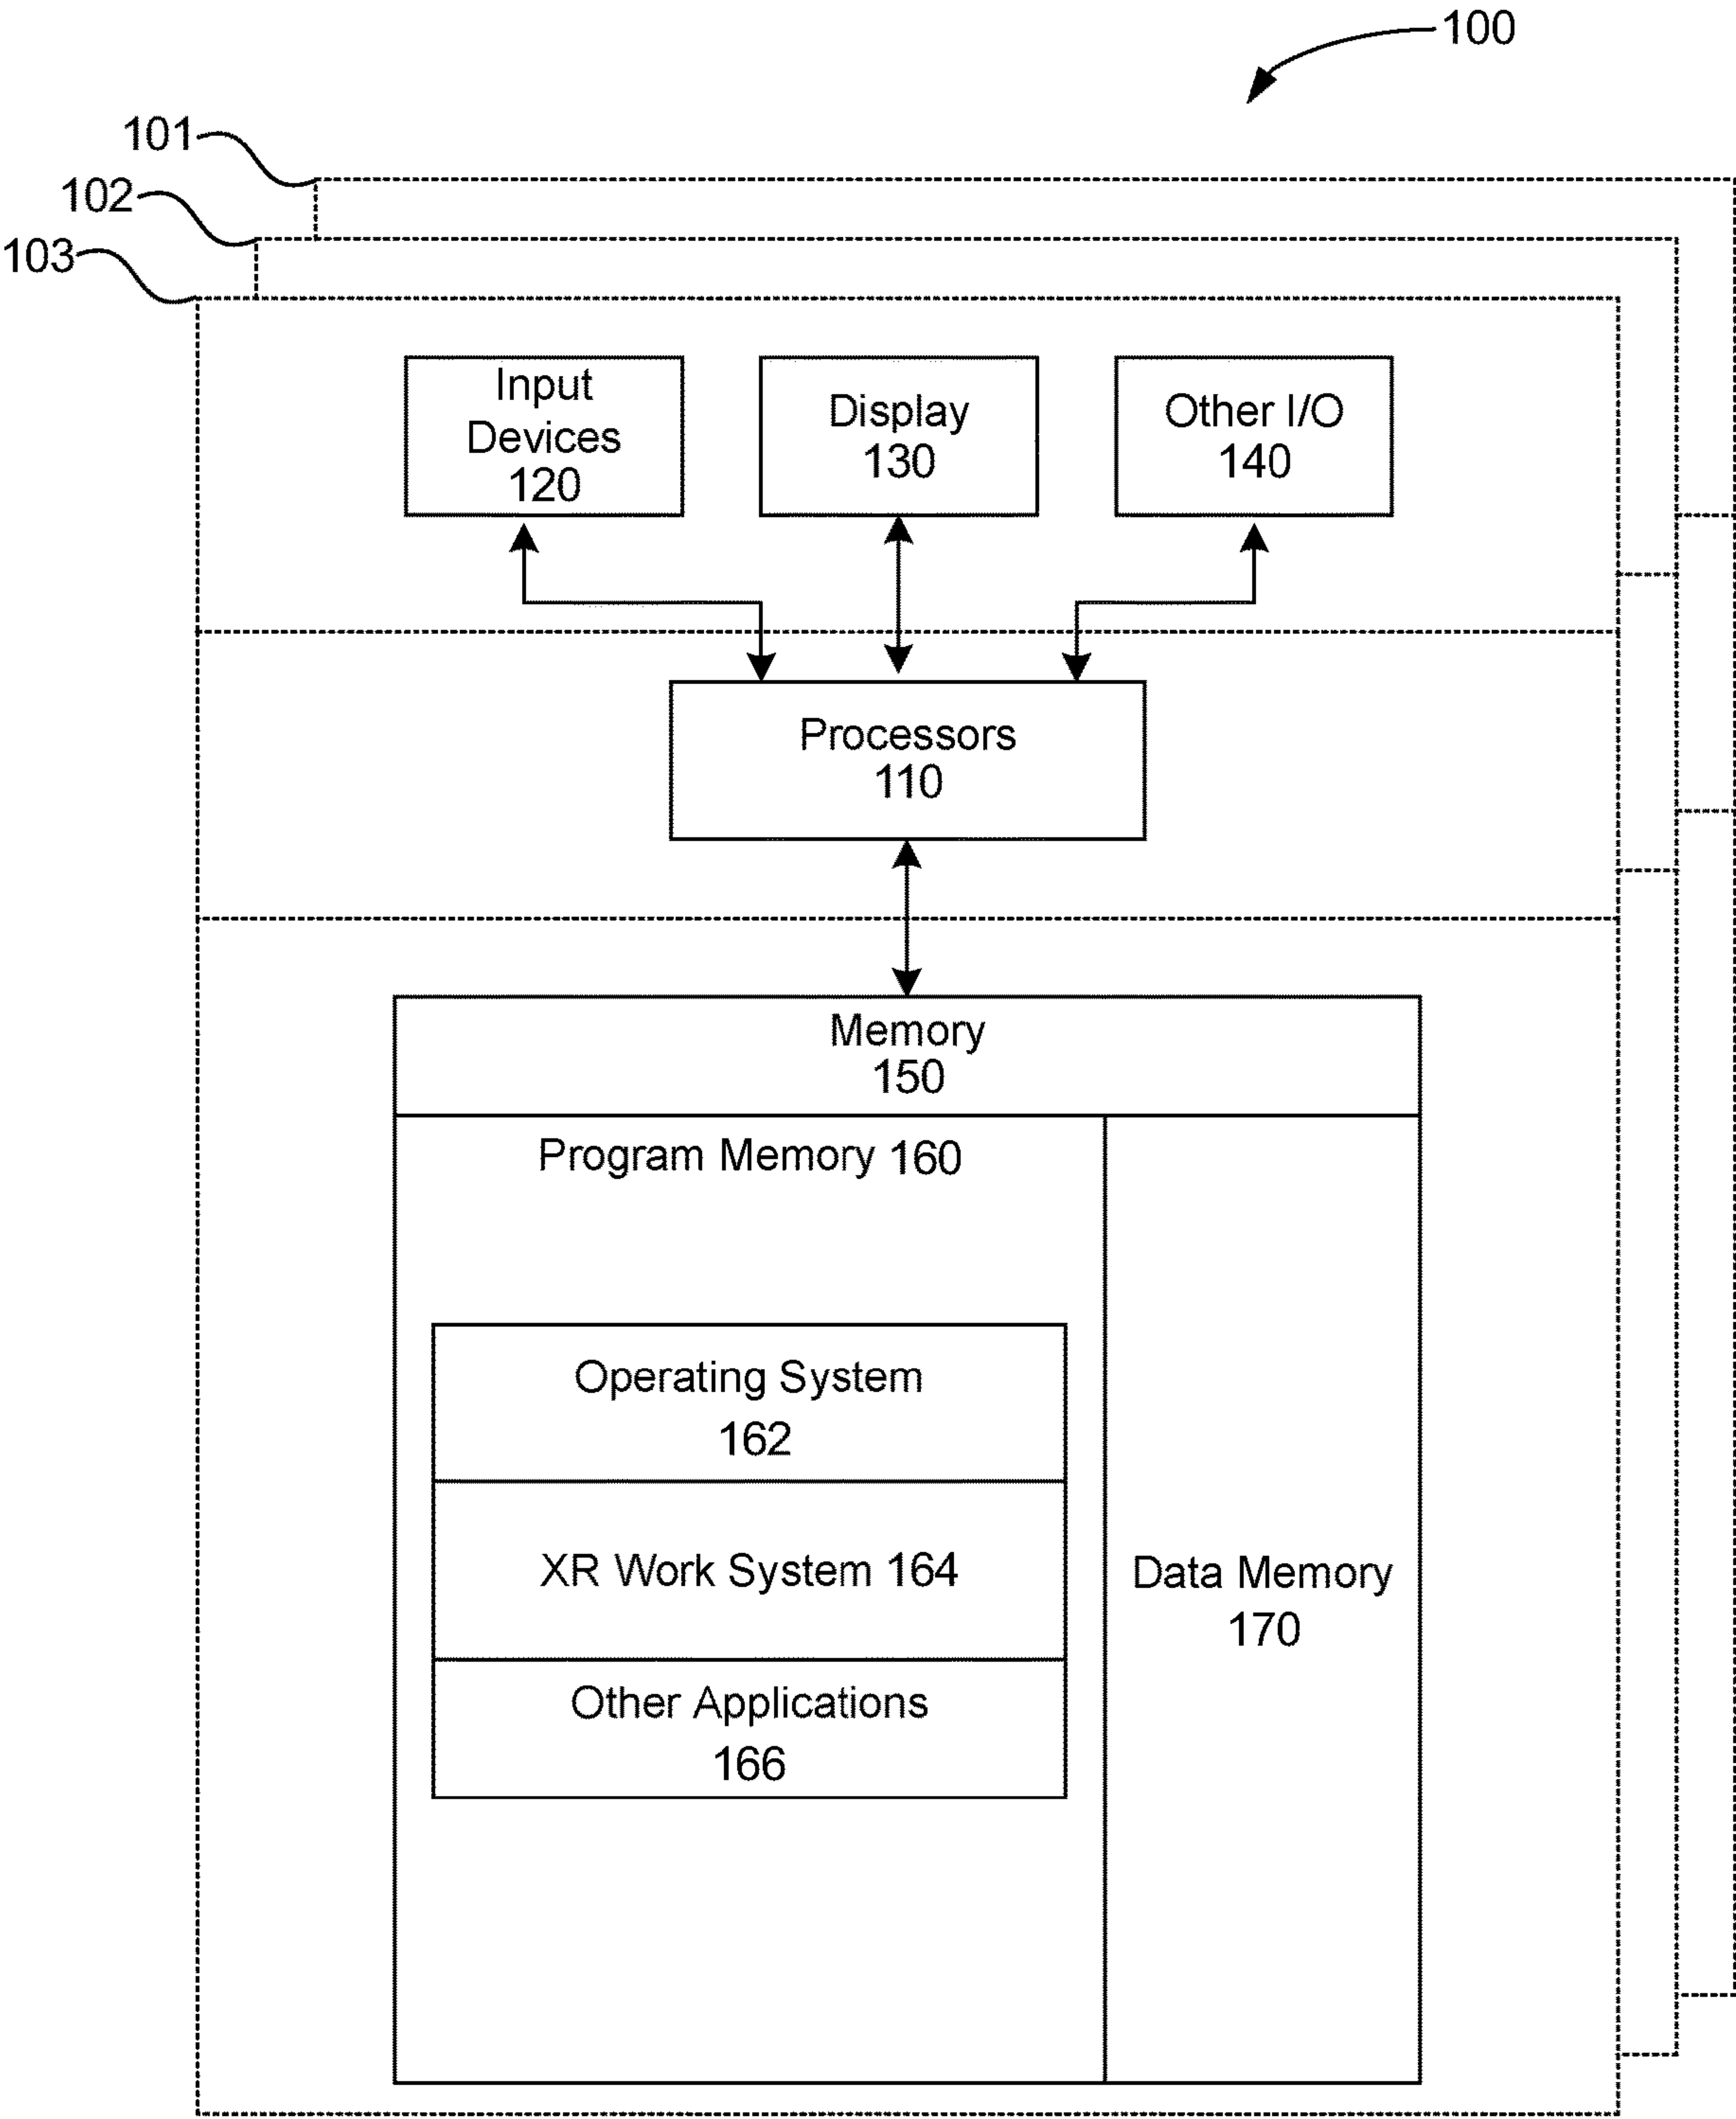 100
101
102
103
Input
Devices
120
Display
130
Other I/O
140
Processors
110
Memory
150
Program Memory 160
Operating System
162
XR Work System 164
Other Applications
166
Data Memory
170